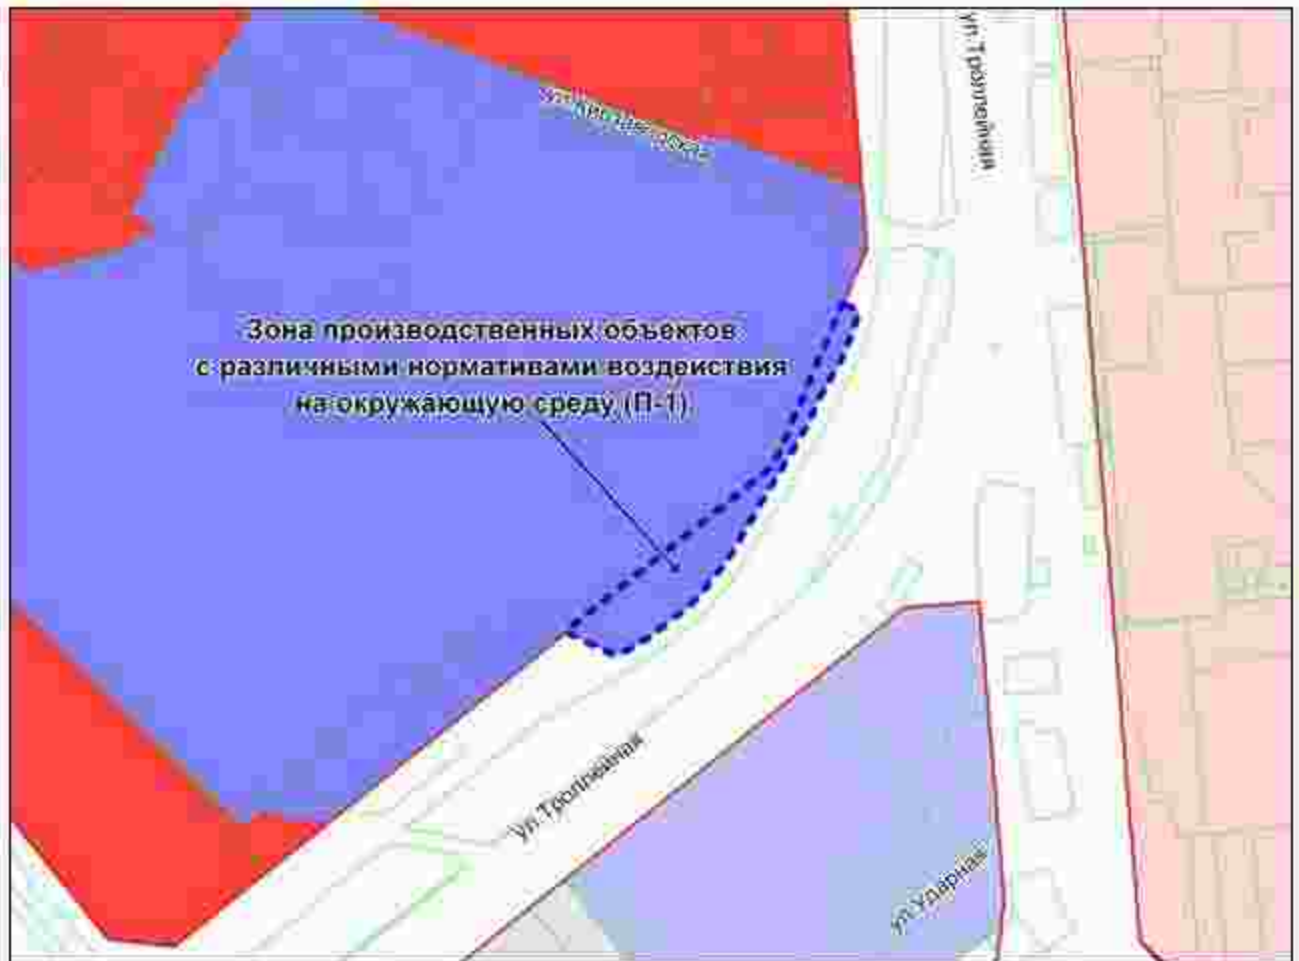 ул. Троллейная
Зона производственных объектов
с различными нормативами воздействия
на окружающую среду (П-1)
ул. Троллейная
ул. Ударная